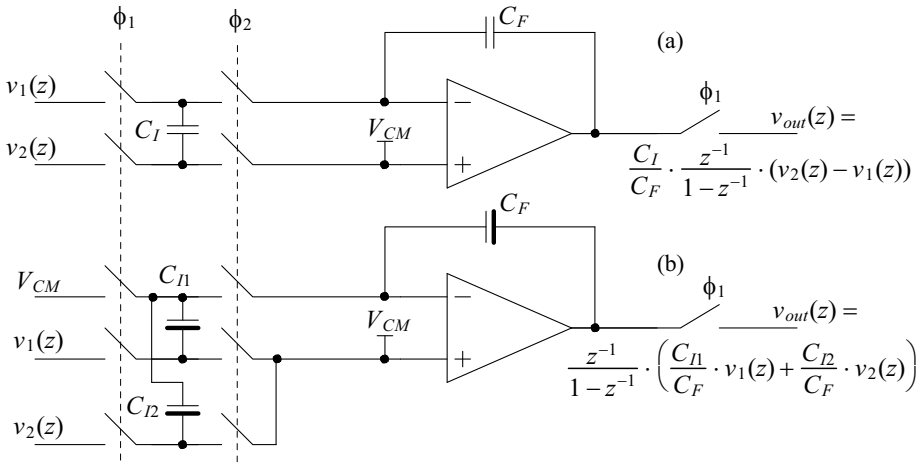 ϕ₁ ϕ₂
C_F
(a)
v₁(z)
ϕ₁
C_I V_CM
v_out(z) =
v₂(z)
− +
C_I/C_F · z⁻¹/(1 − z⁻¹) · (v₂(z) − v₁(z))
C_F
(b)
V_CM C_I1
ϕ₁
V_CM
v_out(z) =
v₁(z)
− +
z⁻¹/(1 − z⁻¹) · (C_I1/C_F · v₁(z) + C_I2/C_F · v₂(z))
C_I2
v₂(z)